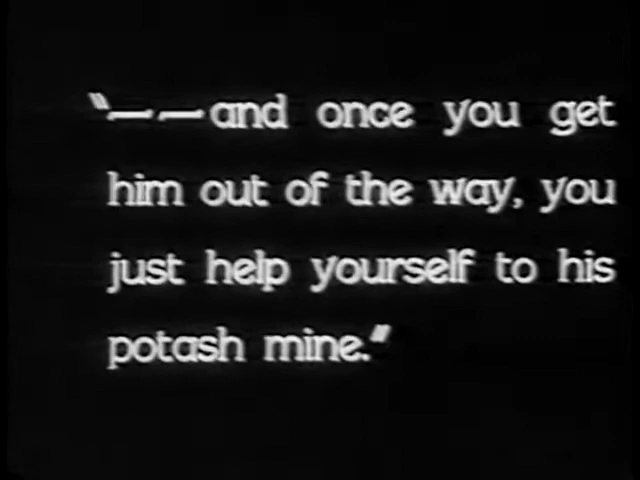 "——and once you get
him out of the way, you
just help yourself to his
potash mine."